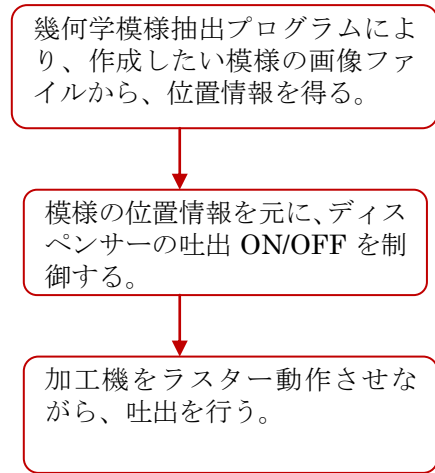 幾何学模様抽出プログラムによ
り、作成したい模様の画像ファ
イルから、位置情報を得る。
模様の位置情報を元に、ディス
ペンサーの吐出 ON/OFF を制
御する。
加工機をラスター動作させな
がら、吐出を行う。